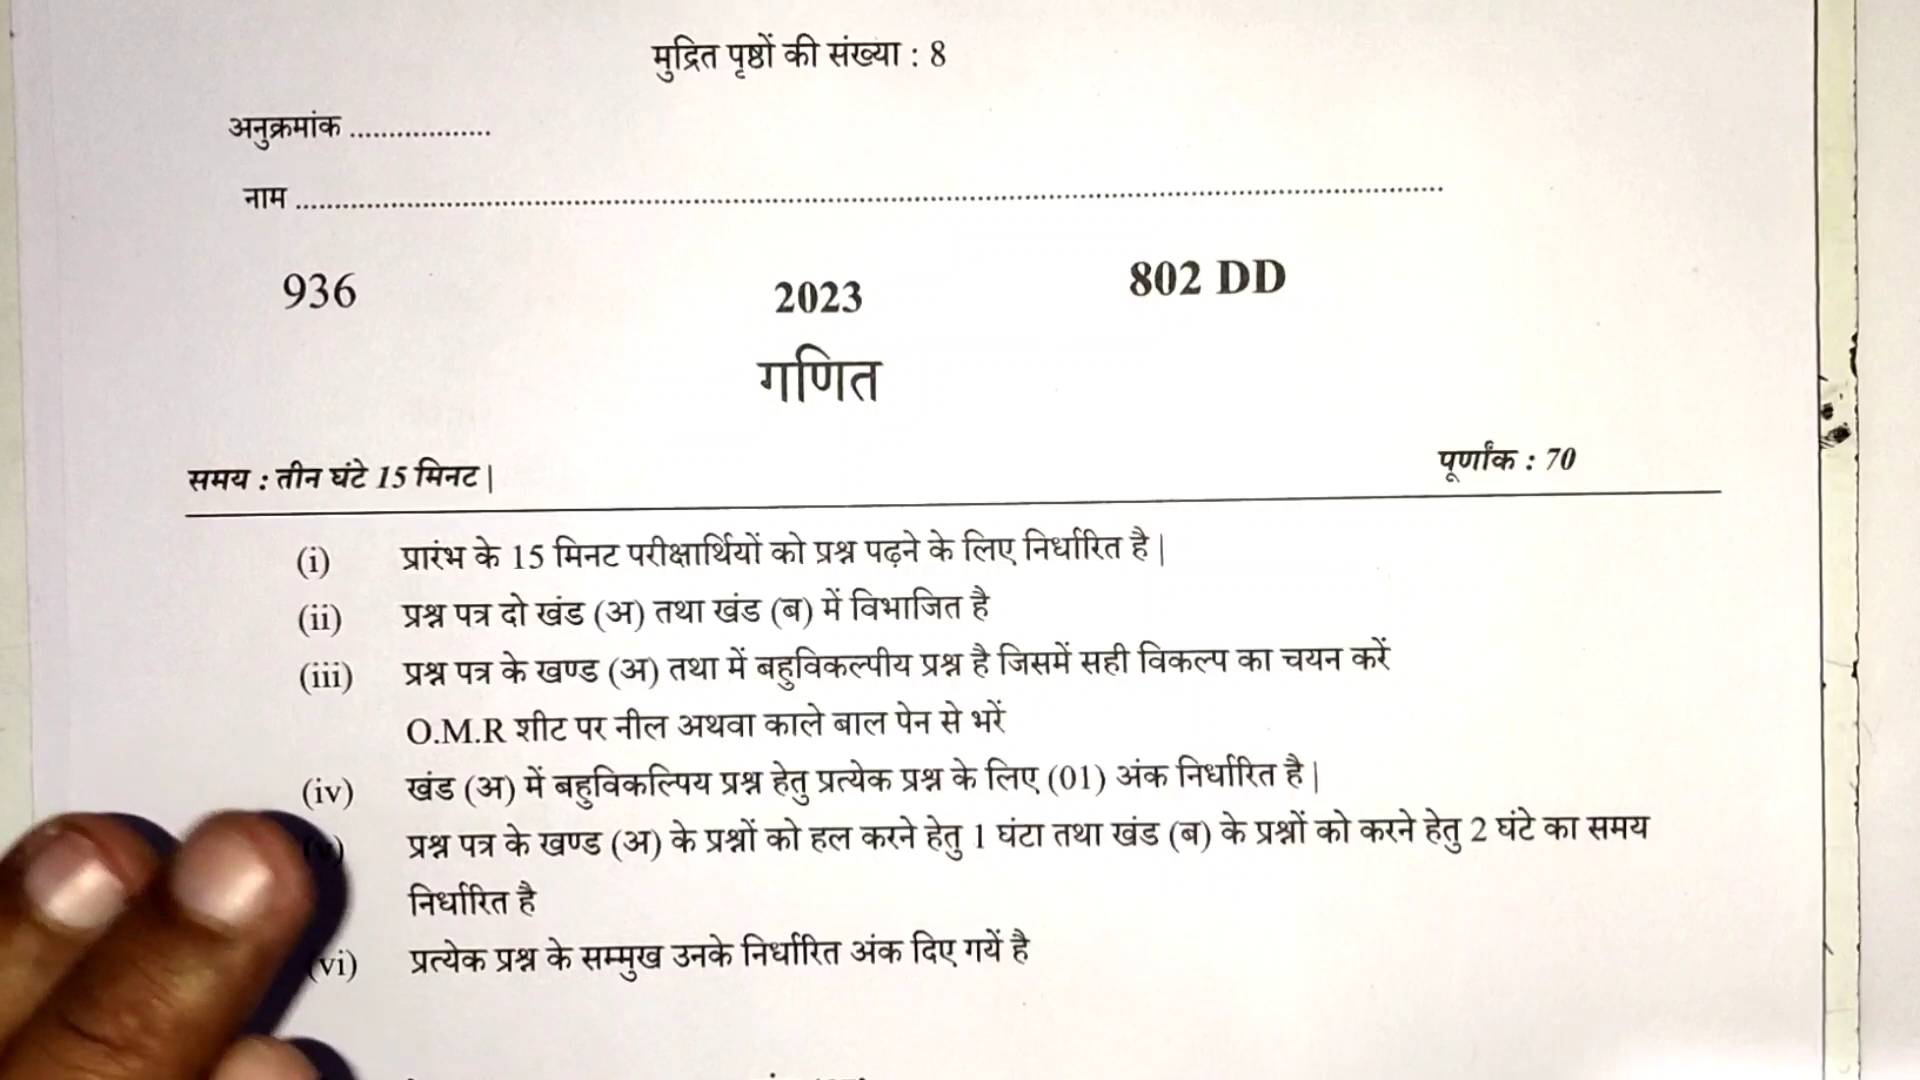 मुद्रित पृष्ठों की संख्या : 8
अनुक्रमांक ..................
नाम ................................................................................................................................................
936 2023 802 DD
गणित
समय : तीन घंटे 15 मिनट| पूर्णांक : 70
(i) प्रारंभ के 15 मिनट परीक्षार्थियों को प्रश्न पढ़ने के लिए निर्धारित है|
(ii) प्रश्न पत्र दो खंड (अ) तथा खंड (ब) में विभाजित है
(iii) प्रश्न पत्र के खण्ड (अ) तथा में बहुविकल्पीय प्रश्न है जिसमें सही विकल्प का चयन करें
O.M.R शीट पर नील अथवा काले बाल पेन से भरें
(iv) खंड (अ) में बहुविकल्पिय प्रश्न हेतु प्रत्येक प्रश्न के लिए (01) अंक निर्धारित है|
(v) प्रश्न पत्र के खण्ड (अ) के प्रश्नों को हल करने हेतु 1 घंटा तथा खंड (ब) के प्रश्नों को करने हेतु 2 घंटे का समय
निर्धारित है
(vi) प्रत्येक प्रश्न के सम्मुख उनके निर्धारित अंक दिए गयें है